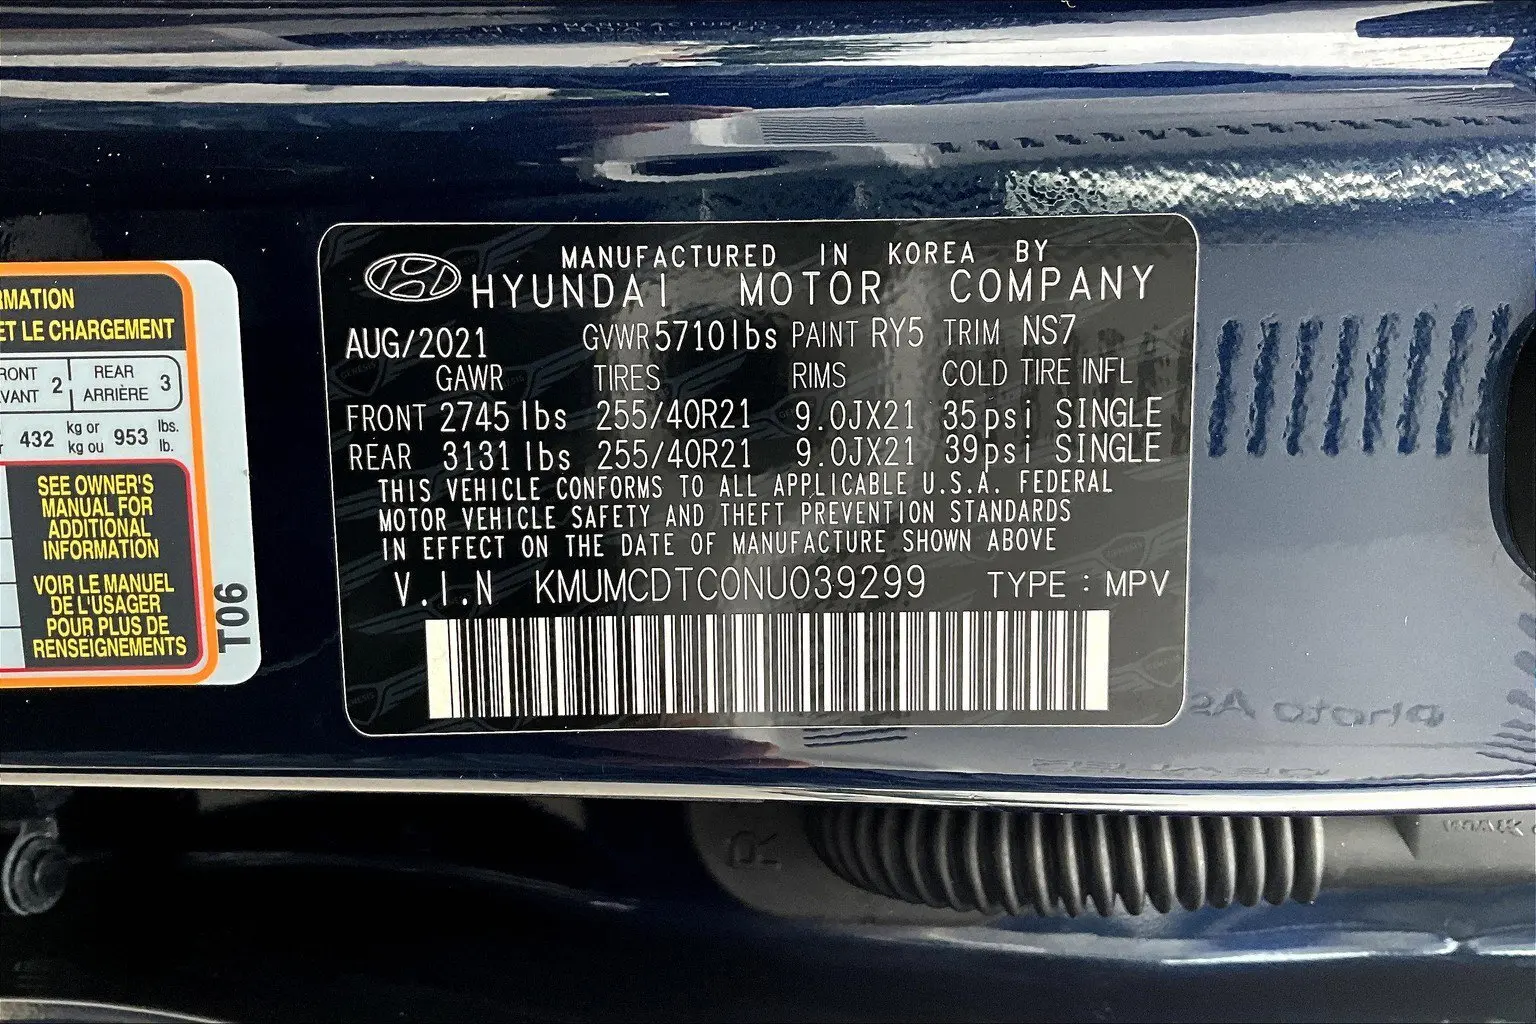 RMATION
ET LE CHARGEMENT
RONT
VANT 2
REAR
ARRIÈRE 3
432 kg or kg ou 953 lbs. lb.
SEE OWNER'S
MANUAL FOR
ADDITIONAL
INFORMATION
VOIR LE MANUEL
DE L'USAGER
POUR PLUS DE
RENSEIGNEMENTS
T06
MANUFACTURED IN KOREA BY
HYUNDAI MOTOR COMPANY
AUG/2021 GVWR 5710lbs PAINT RY5 TRIM NS7
GAWR TIRES RIMS COLD TIRE INFL
FRONT 2745 lbs 255/40R21 9.0JX21 35psi SINGLE
REAR 3131 lbs 255/40R21 9.0JX21 39psi SINGLE
THIS VEHICLE CONFORMS TO ALL APPLICABLE U.S.A. FEDERAL
MOTOR VEHICLE SAFETY AND THEFT PREVENTION STANDARDS
IN EFFECT ON THE DATE OF MANUFACTURE SHOWN ABOVE
V.I.N KMUMCDTC0NU039299 TYPE : MPV
R